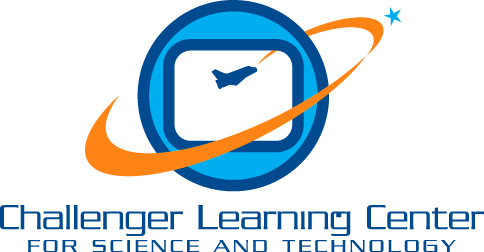 Challenger Learning Center
FOR SCIENCE AND TECHNOLOGY